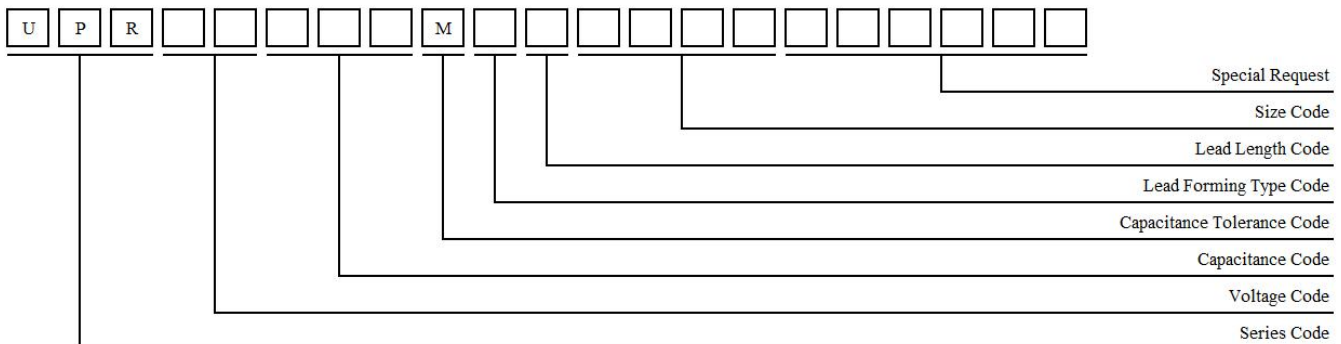 U P R M
Special Request
Size Code
Lead Length Code
Lead Forming Type Code
Capacitance Tolerance Code
Capacitance Code
Voltage Code
Series Code